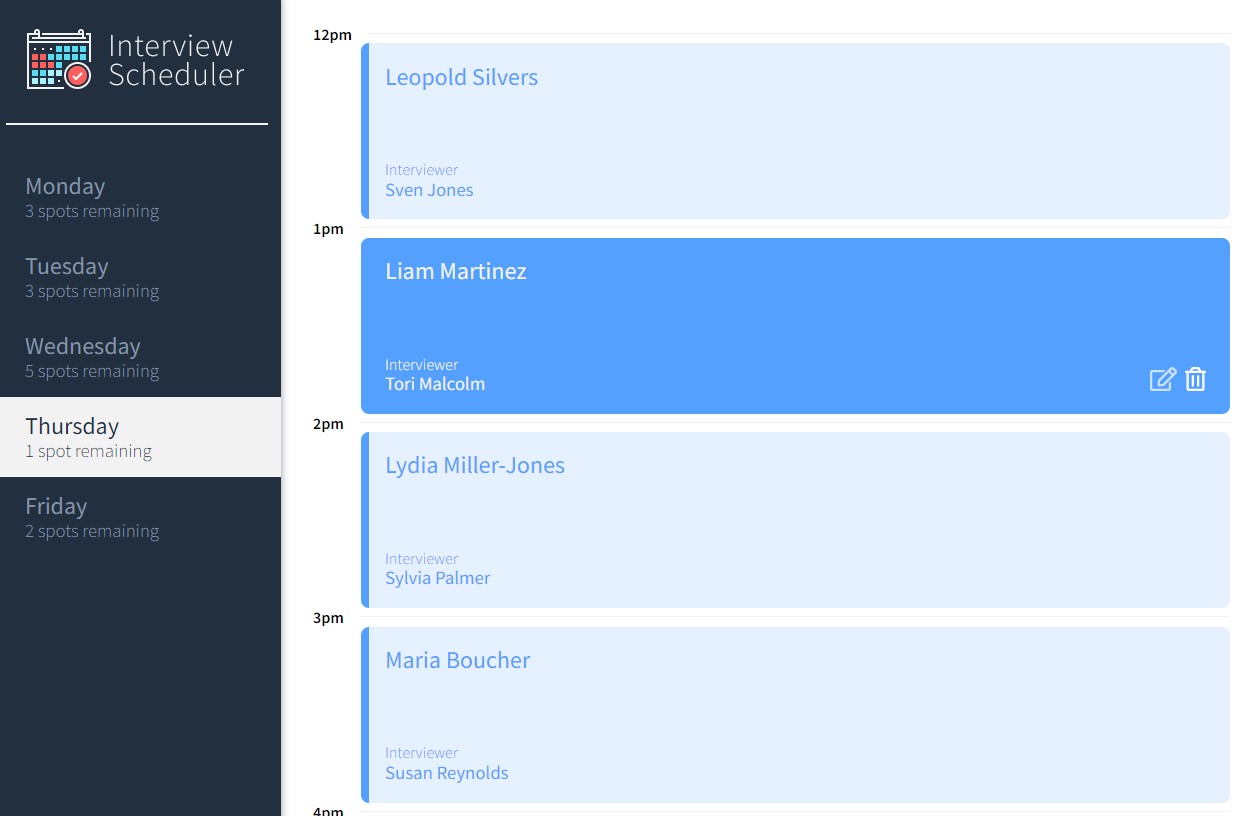 Interview
Scheduler
Monday
3 spots remaining
Tuesday
3 spots remaining
Wednesday
5 spots remaining
Thursday
1 spot remaining
Friday
2 spots remaining
12pm
Leopold Silvers
Interviewer
Sven Jones
1pm
Liam Martinez
Interviewer
Tori Malcolm
2pm
Lydia Miller-Jones
Interviewer
Sylvia Palmer
3pm
Maria Boucher
Interviewer
Susan Reynolds
4pm